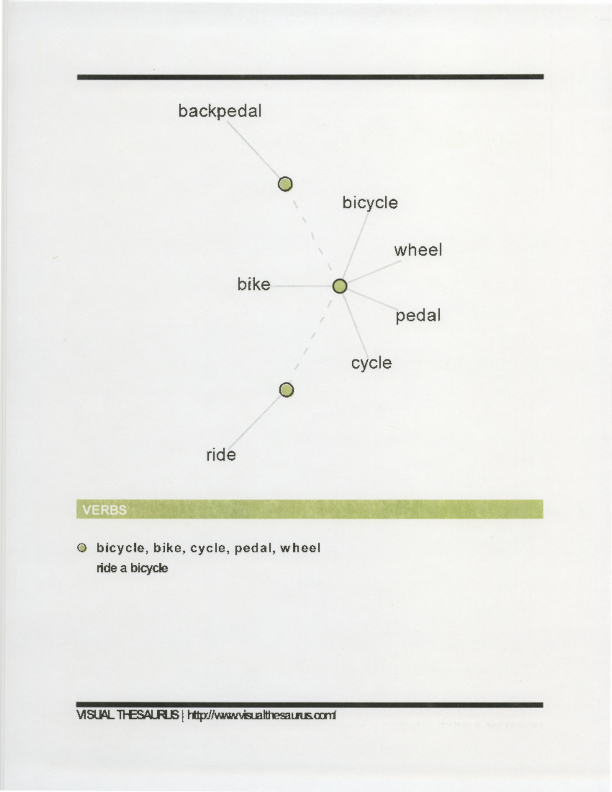 backpedal
bicycle
wheel
bike
pedal
cycle
ride
VERBS
bicycle, bike, cycle, pedal, wheel
ride a bicycle
VISUAL THESAURUS | http://www.visualthesaurus.com/